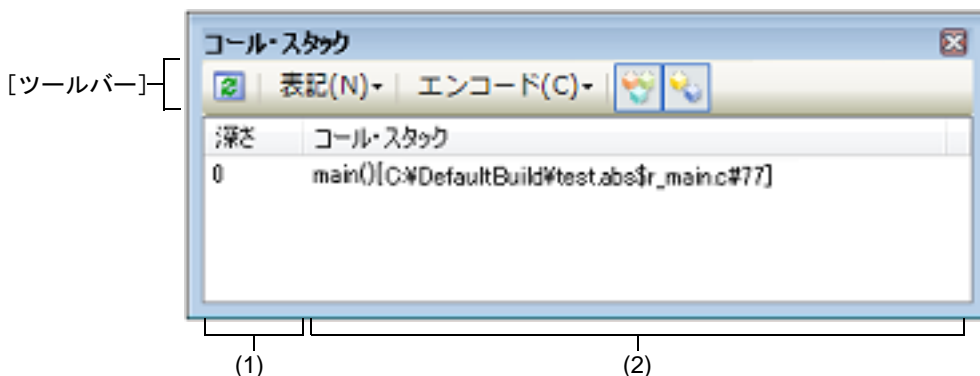 コール・スタック
[ツールバー]
表記(N) エンコード(C)
深さ コール・スタック
0 main()[C:¥DefaultBuild¥test.abs$r_main.c#77]
(1) (2)